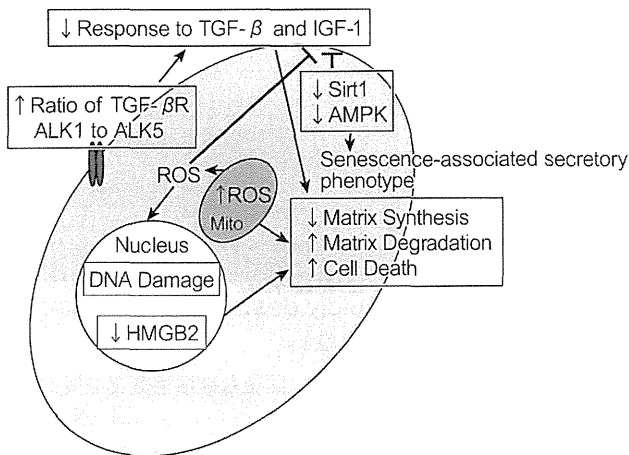 ↓ Response to TGF-β and IGF-1
↑ Ratio of TGF-βR
ALK1 to ALK5
↓ Sirt1
↓ AMPK
Senescence-associated secretory
phenotype
ROS
↑ROS
Mito
↓ Matrix Synthesis
↑ Matrix Degradation
↑ Cell Death
Nucleus
DNA Damage
↓ HMGB2